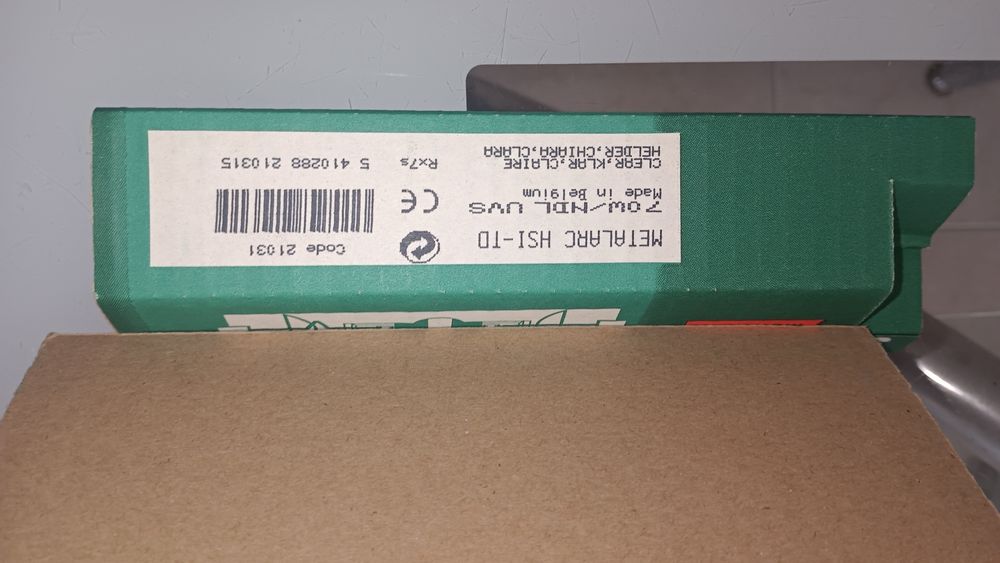 METALARC HSI-TD
70W/NDL UVS
Made in Belgium
CLEAR,KLAR,CLAIRE
HELDER,CHIARA,CLARA
Rx7s
CE
Code 21031
5 410288 210315